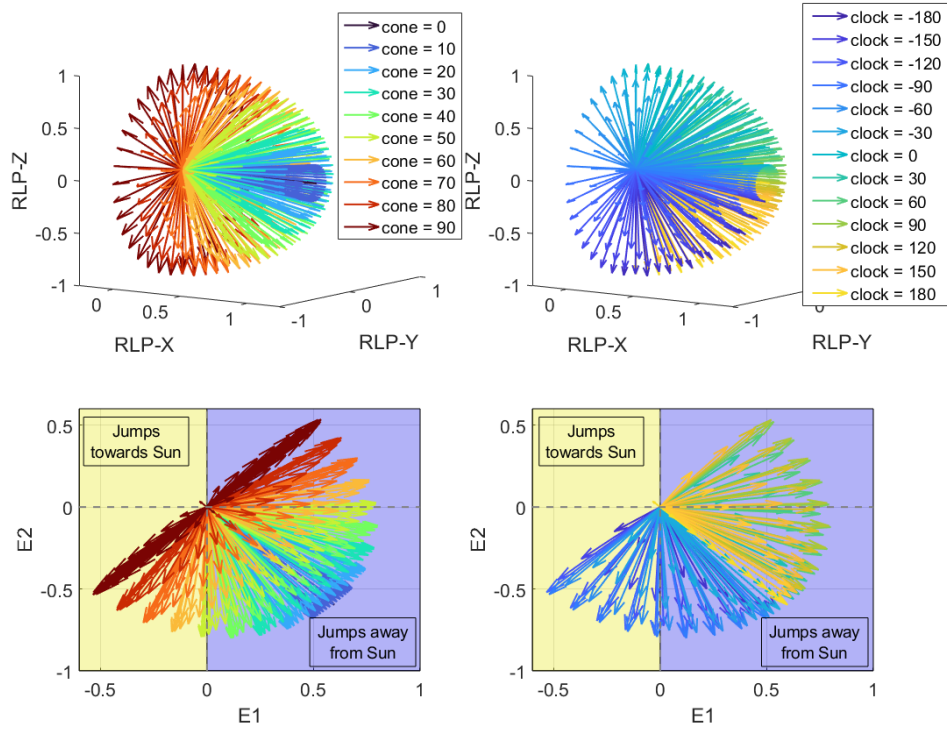 cone = 0
cone = 10
cone = 20
cone = 30
cone = 40
cone = 50
cone = 60
cone = 70
cone = 80
cone = 90
1
0.5
0
-0.5
-1
RLP-Z
0
0.5
1
RLP-X
-1
0
1
RLP-Y
clock = -180
clock = -150
clock = -120
clock = -90
clock = -60
clock = -30
clock = 0
clock = 30
clock = 60
clock = 90
clock = 120
clock = 150
clock = 180
1
0.5
0
-0.5
-1
RLP-Z
0
0.5
1
RLP-X
-1
0
RLP-Y
Jumps
towards Sun
Jumps away
from Sun
0.5
0
-0.5
-1
E2
-0.5
0
0.5
1
E1
Jumps
towards Sun
Jumps away
from Sun
0.5
0
-0.5
-1
E2
-0.5
0
0.5
1
E1